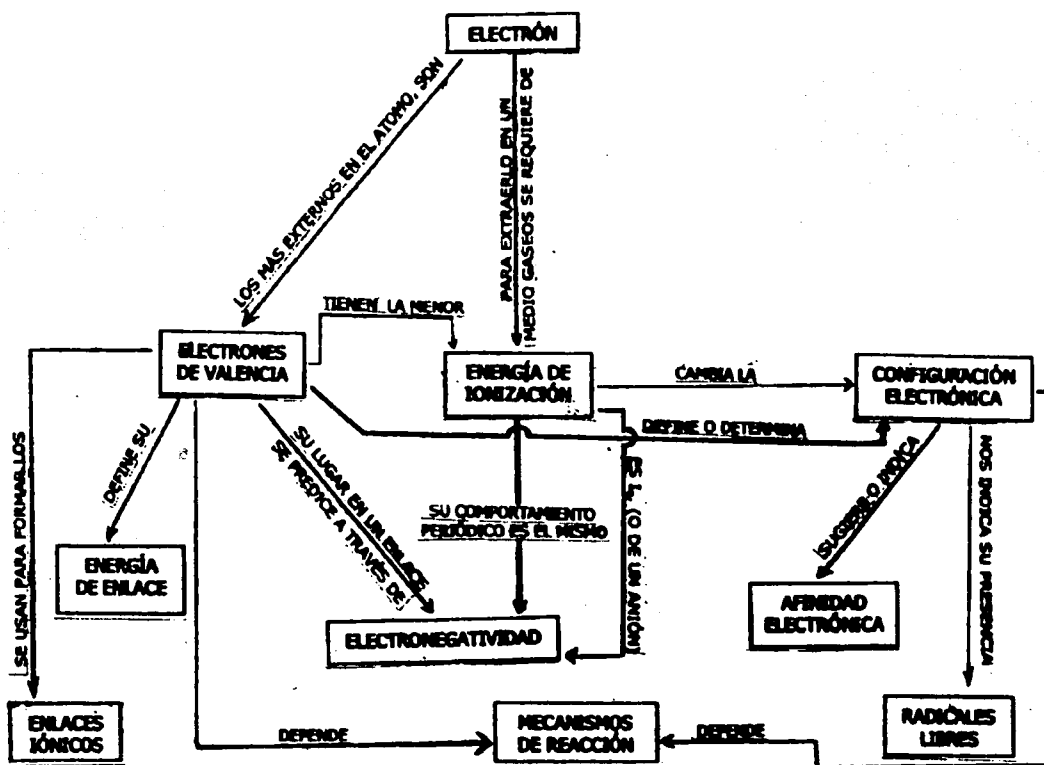 ELECTRÓN
LOS MAS EXTERNOS EN EL ATOMO, SON
PARA EXTRAERLO EN UN
MEDIO GASEOS SE REQUIERE DE
TIENEN LA MENOR
ELECTRONES
DE VALENCIA
ENERGÍA DE
IONIZACIÓN
CAMBIA LA
CONFIGURACIÓN
ELECTRÓNICA
SE USAN PARA FORMARLOS
DEFINE SU
SU LUGAR EN UN ENLACE
SE PREDICE A TRAVÉS DE
DEFINE O DETERMINA
SU COMPORTAMIENTO
PERIÓDICO ES EL MISMO
(O DE UN ANIÓN)
SUGIERE O INDICA
NOS INDICA SU PRESENCIA
ENERGÍA
DE ENLACE
ELECTRONEGATIVIDAD
AFINIDAD
ELECTRÓNICA
ENLACES
IÓNICOS
DEPENDE
MECANISMOS
DE REACCIÓN
DEPENDE
RADICALES
LIBRES